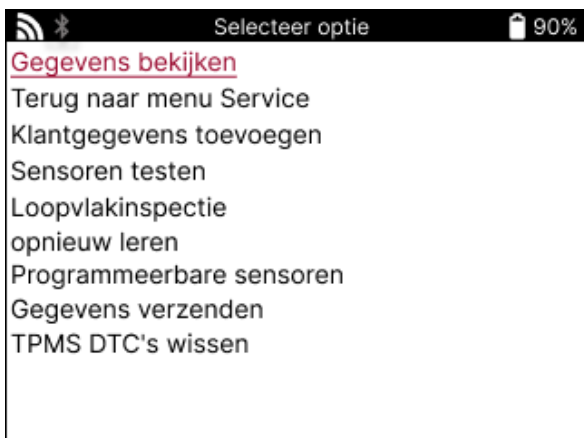 Selecteer optie 90%
Gegevens bekijken
Terug naar menu Service
Klantgegevens toevoegen
Sensoren testen
Loopvlakinspectie
opnieuw leren
Programmeerbare sensoren
Gegevens verzenden
TPMS DTC's wissen